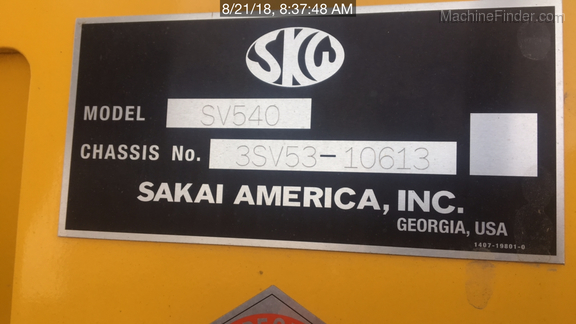 8/21/18, 8:37:48 AM
MachineFinder.com
SKW
MODEL SV540
CHASSIS No. 3SV53-10613
SAKAI AMERICA, INC.
GEORGIA, USA
1407-19801-0